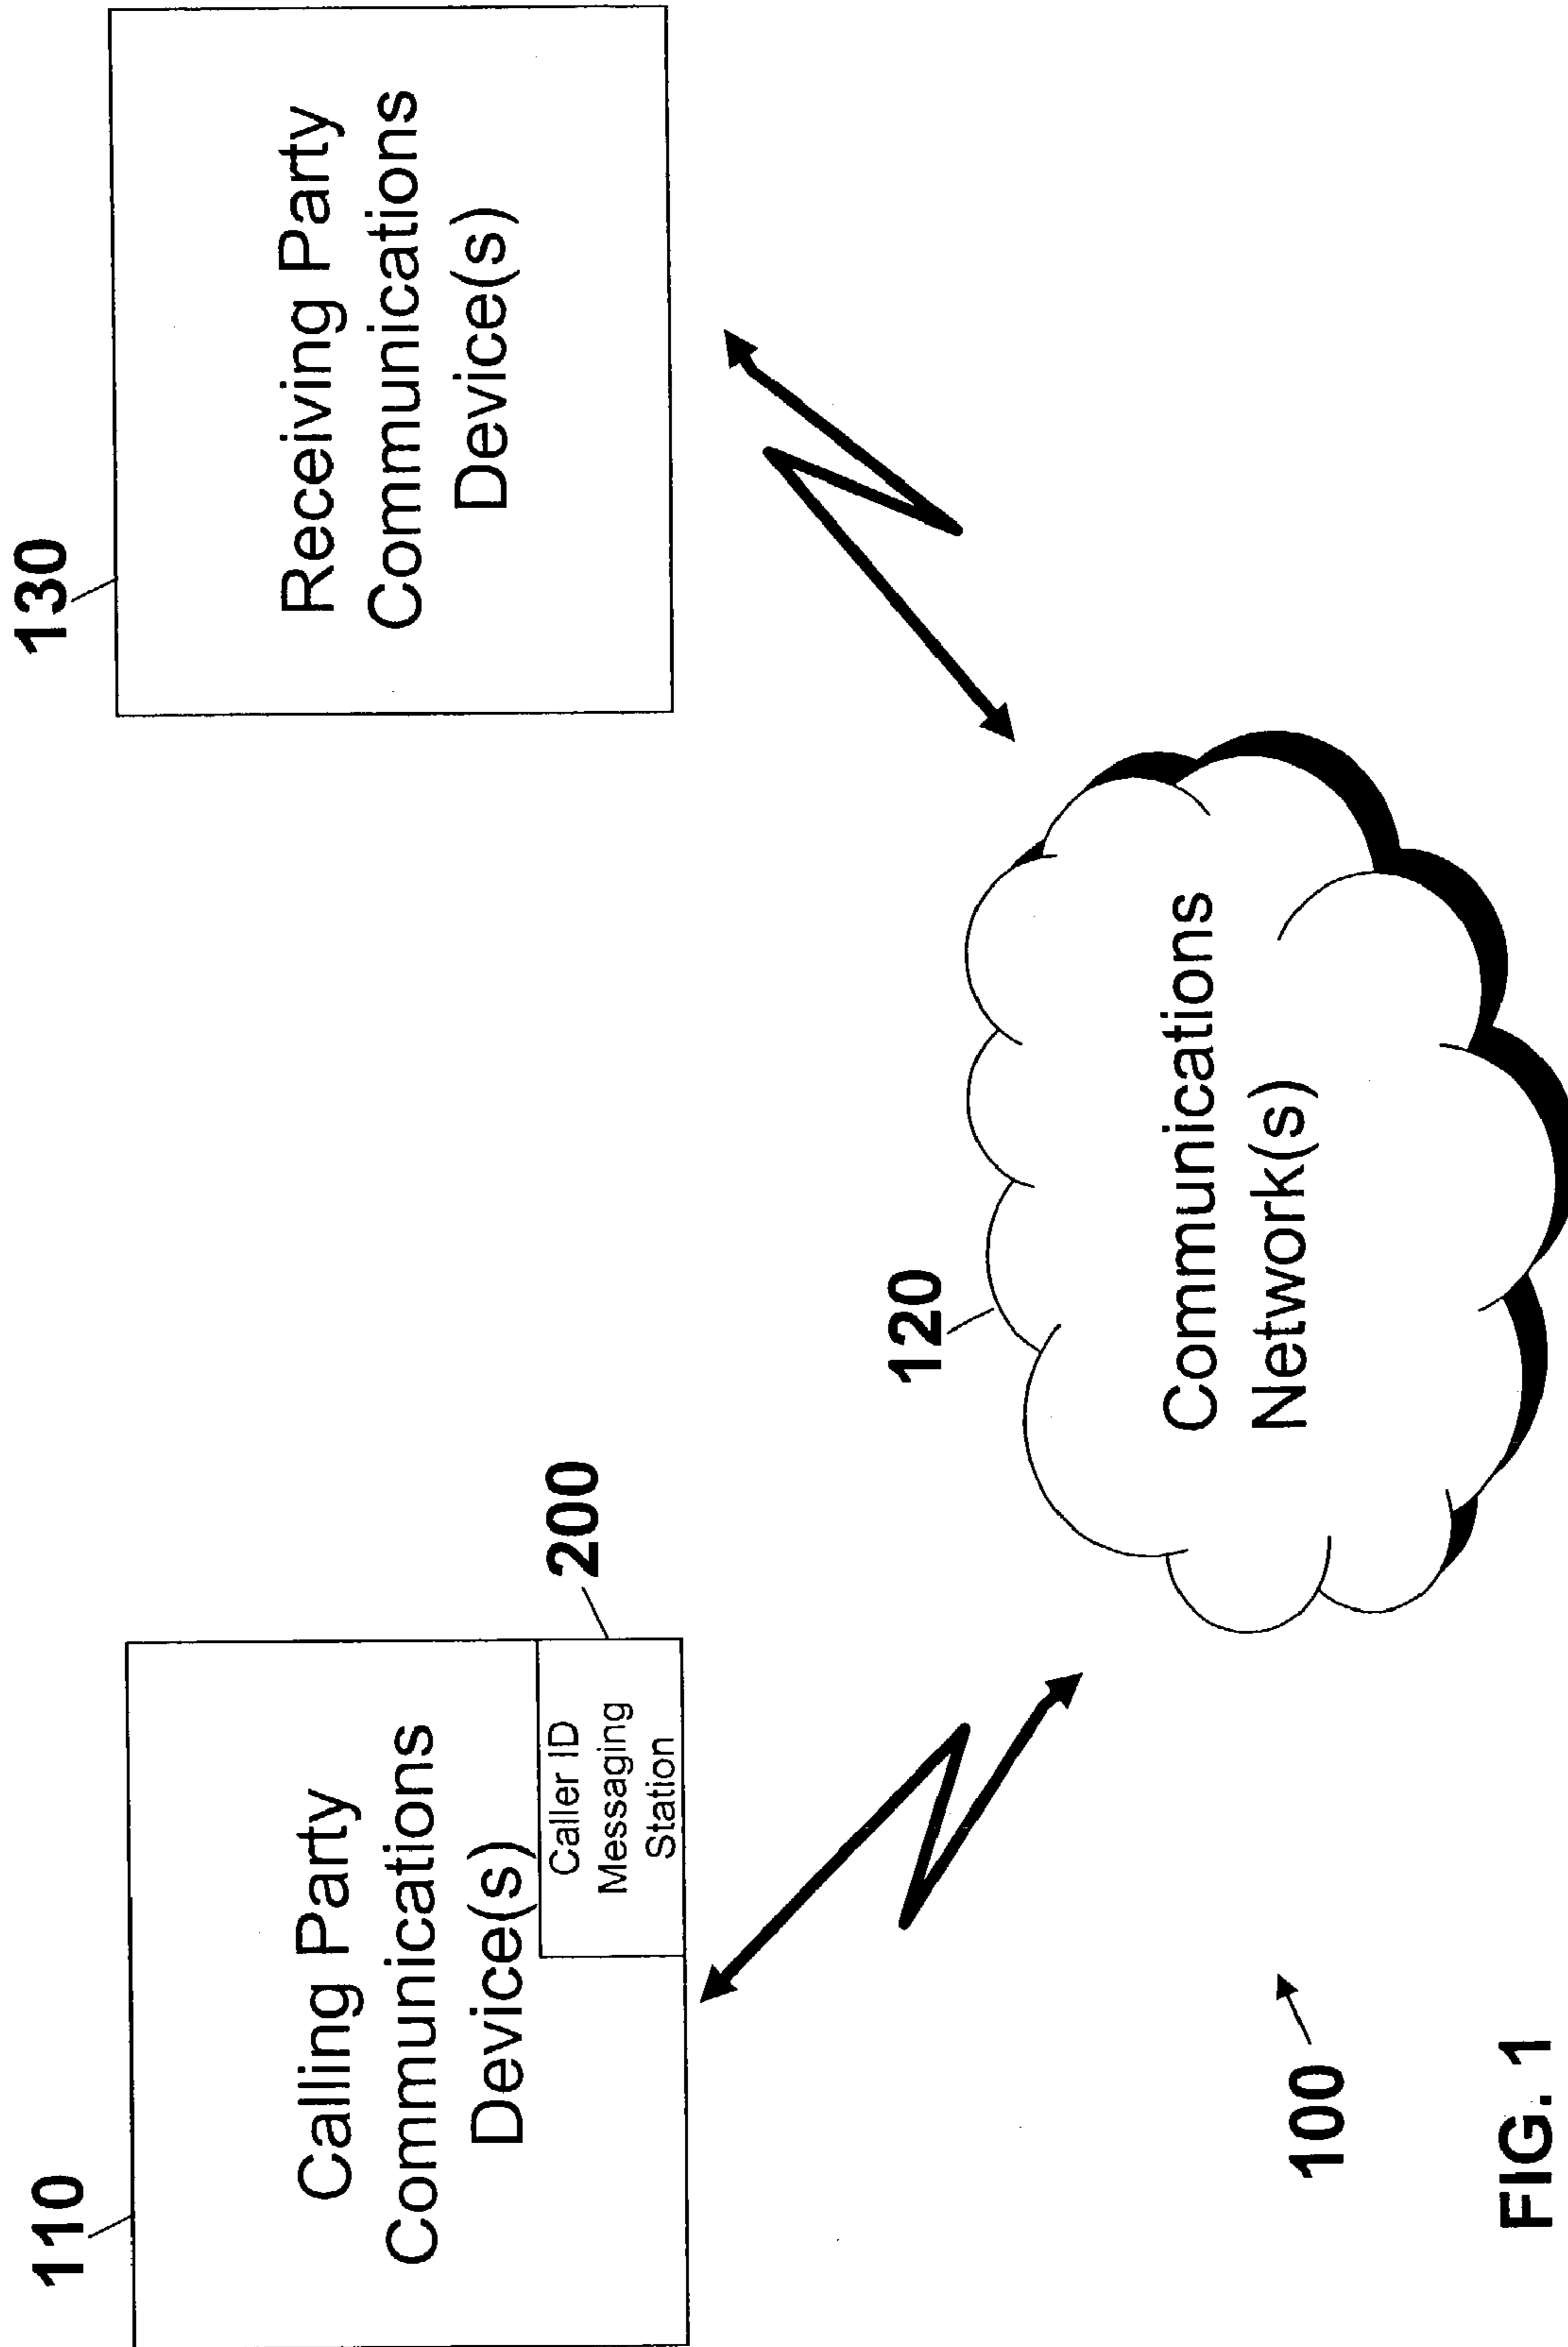 110
Calling Party
Communications
Device(s)
200
Caller ID
Messaging
Station
130
Receiving Party
Communications
Device(s)
120
Communications
Network(s)
100
FIG. 1